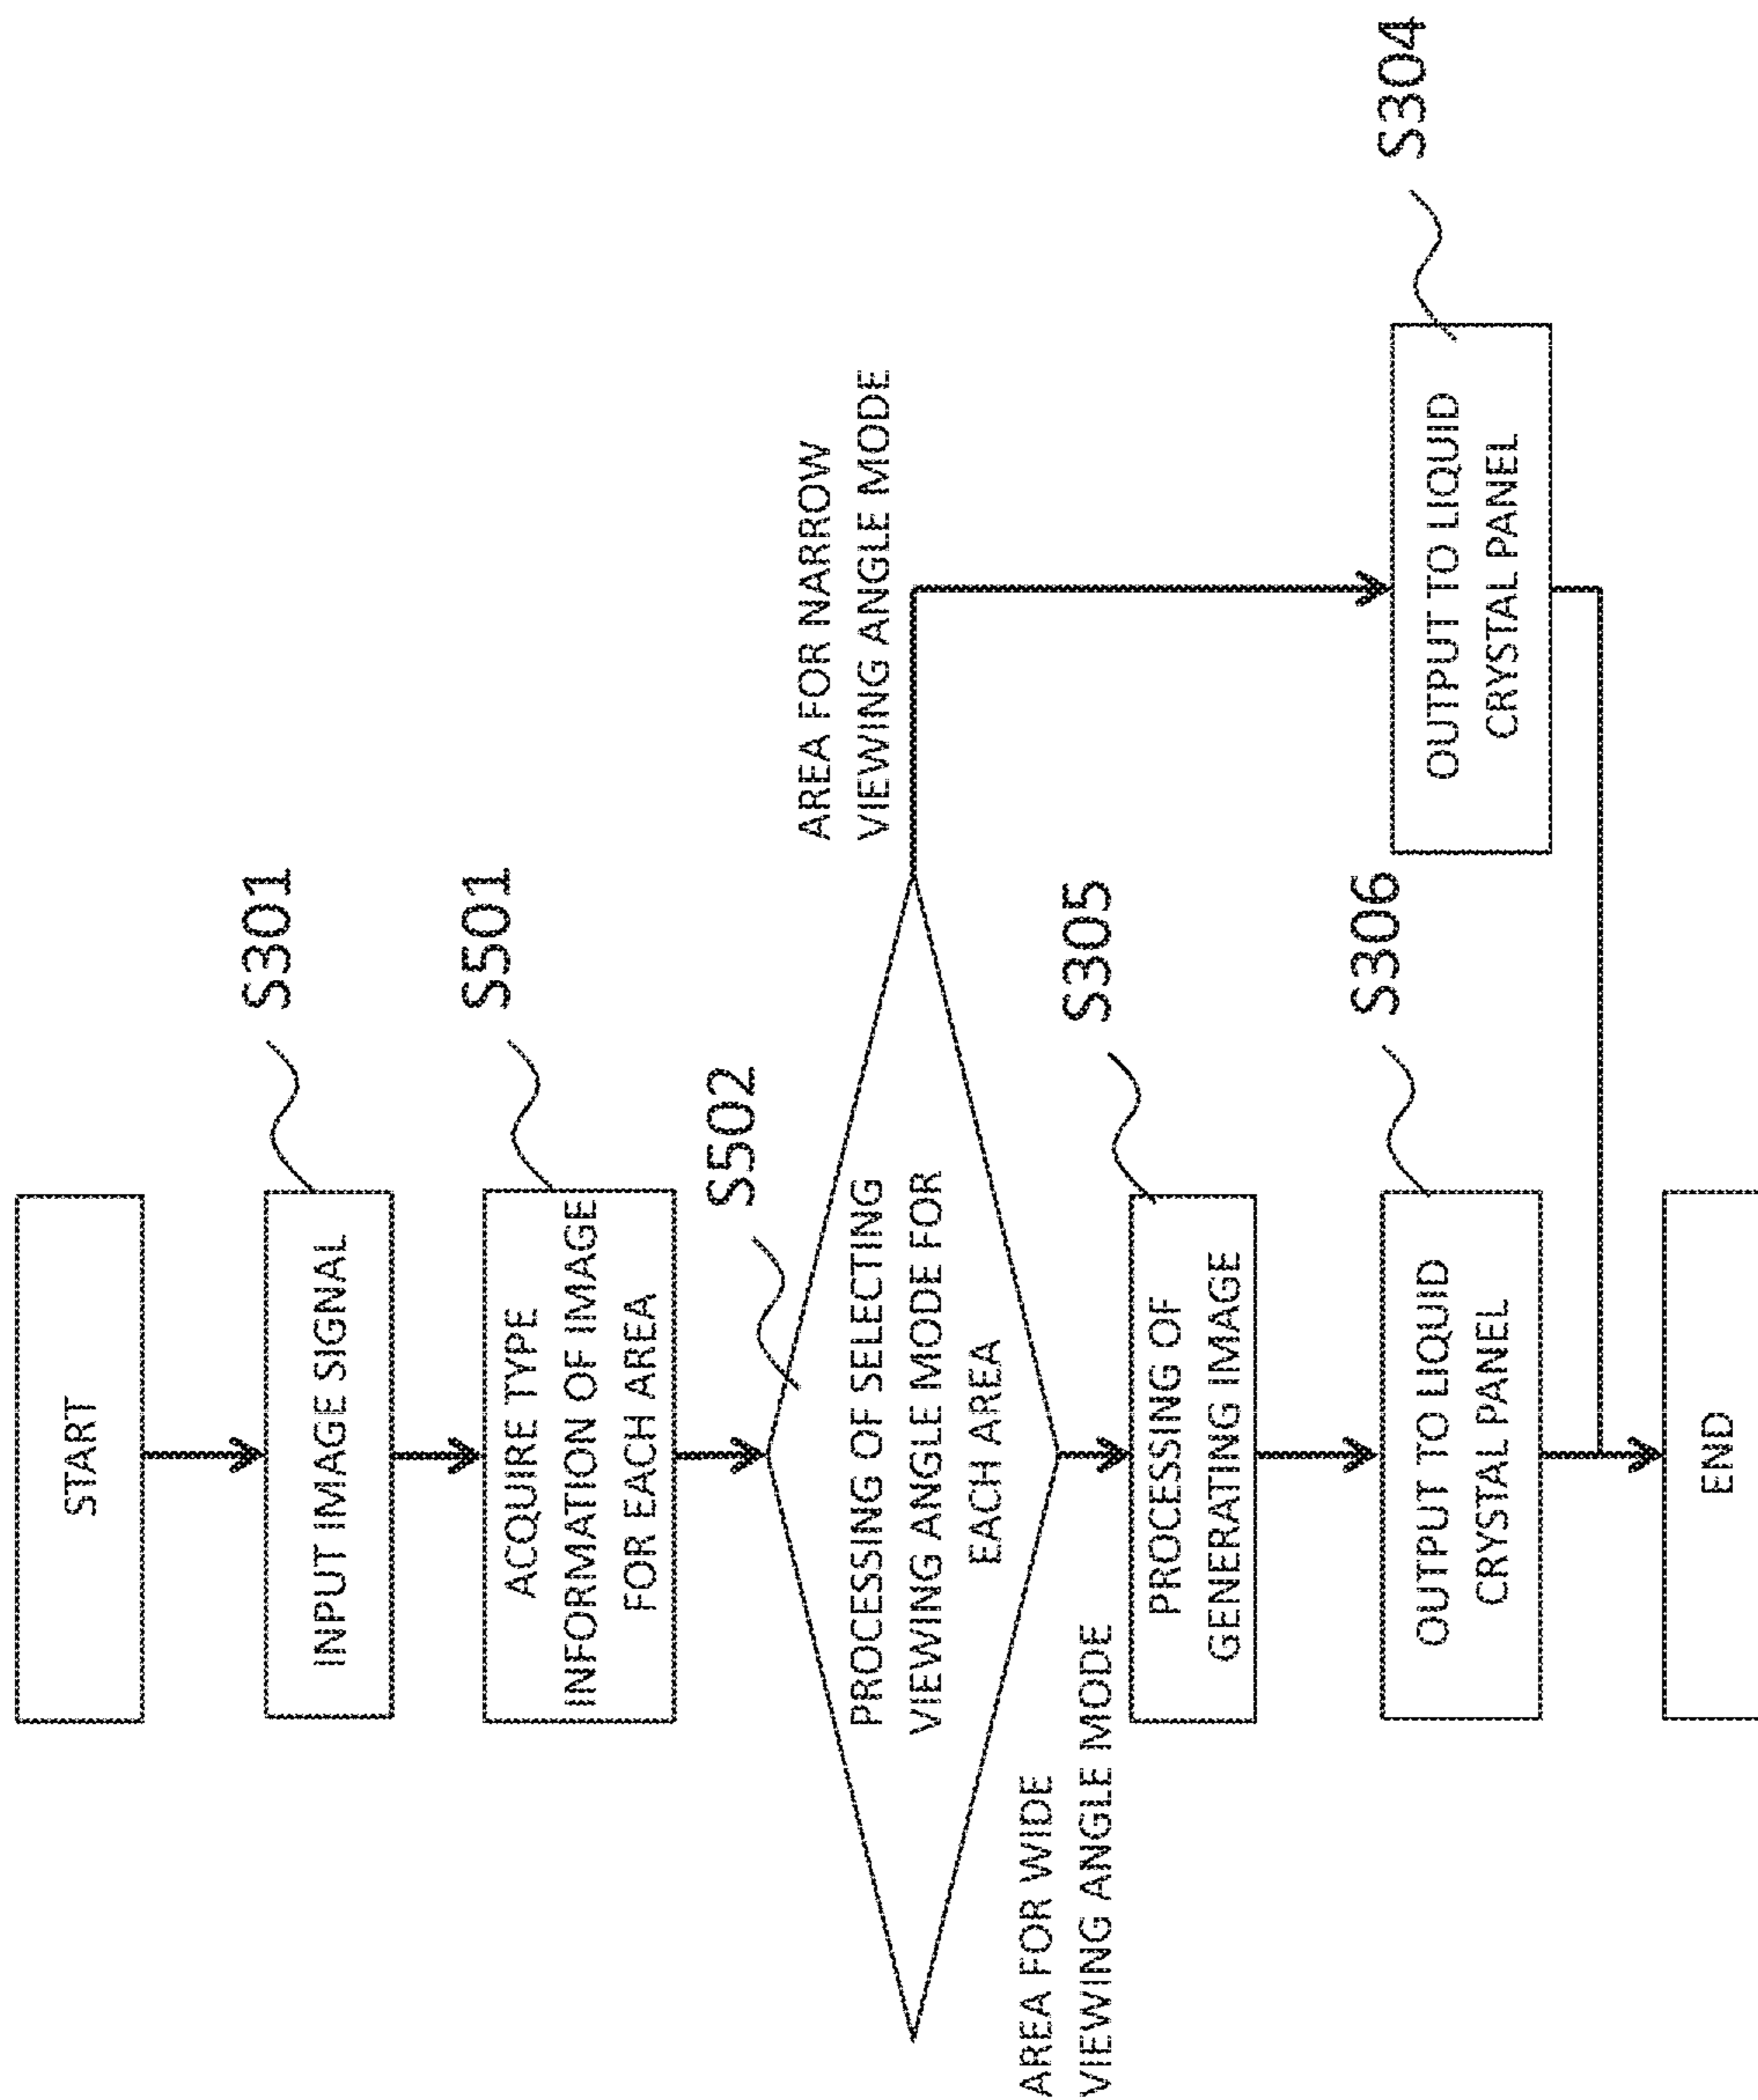 START
S301
INPUT IMAGE SIGNAL
S501
ACQUIRE TYPE
INFORMATION OF IMAGE
FOR EACH AREA
S502
PROCESSING OF SELECTING
VIEWING ANGLE MODE FOR
EACH AREA
AREA FOR NARROW
VIEWING ANGLE MODE
AREA FOR WIDE
VIEWING ANGLE MODE
S305
PROCESSING OF
GENERATING IMAGE
S306
OUTPUT TO LIQUID
CRYSTAL PANEL
S304
OUTPUT TO LIQUID
CRYSTAL PANEL
END